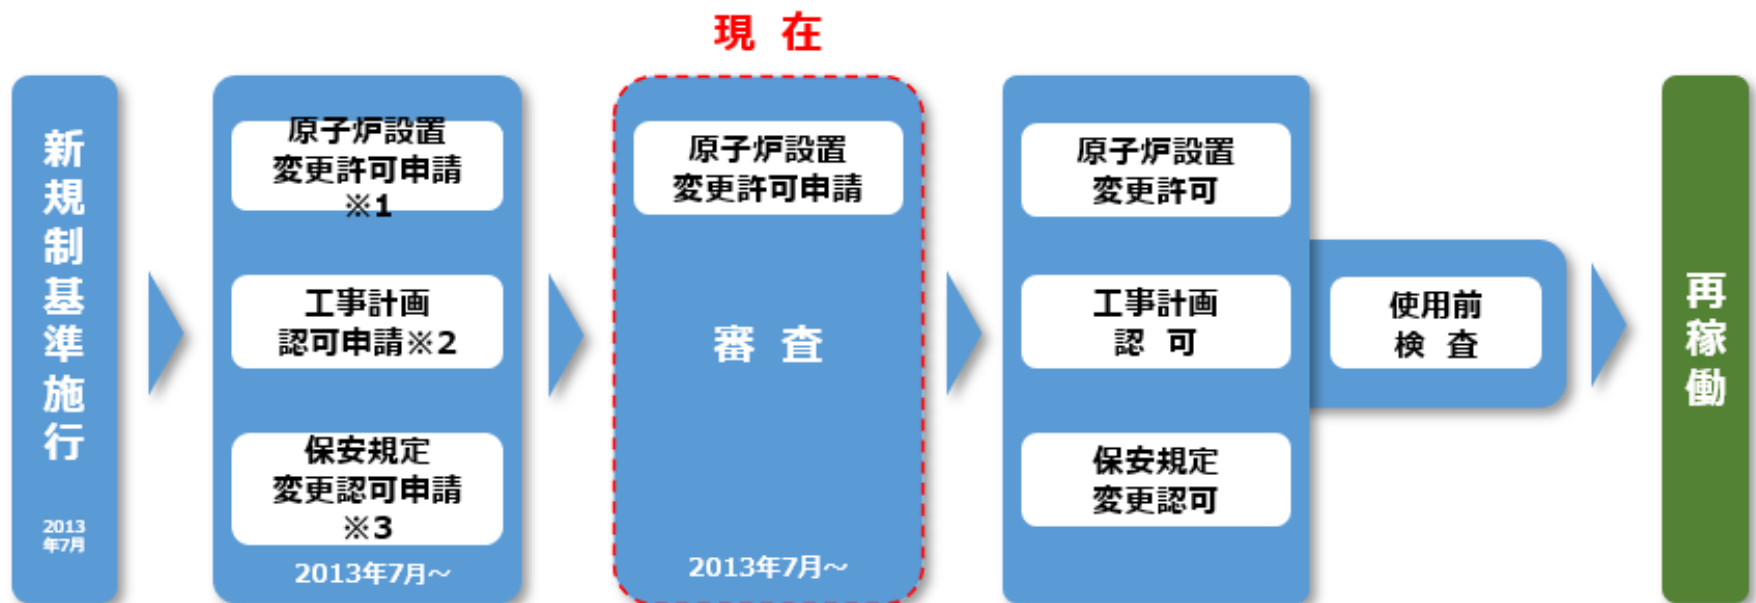 現 在
新規制基準施行
2013
年7月
原子炉設置
変更許可申請
※1
工事計画
認可申請※2
保安規定
変更認可申請
※3
2013年7月～
原子炉設置
変更許可申請
審 査
2013年7月～
原子炉設置
変更許可
工事計画
認 可
保安規定
変更認可
使用前
検 査
再稼働